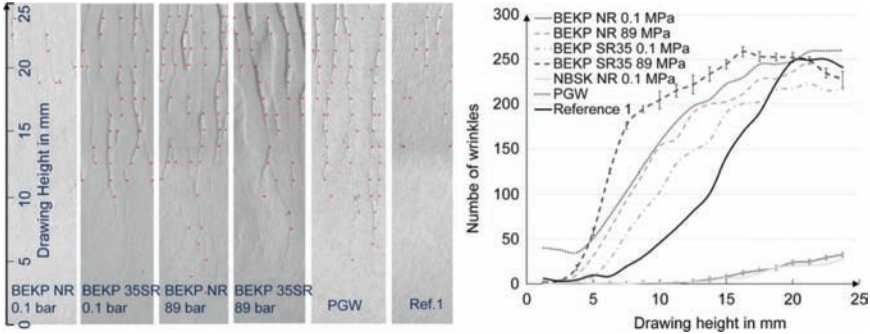 Drawing Height in mm
0
5
10
15
20
25
BEKP NR
0.1 bar
BEKP 35SR
0.1 bar
BEKP NR
89 bar
BEKP 35SR
89 bar
PGW
Ref.1
Numbe of wrinkles
300
250
200
150
100
50
0
BEKP NR 0.1 MPa
BEKP NR 89 MPa
BEKP SR35 0.1 MPa
BEKP SR35 89 MPa
NBSK NR 0.1 MPa
PGW
Reference 1
0
5
10
15
20
25
Drawing height in mm